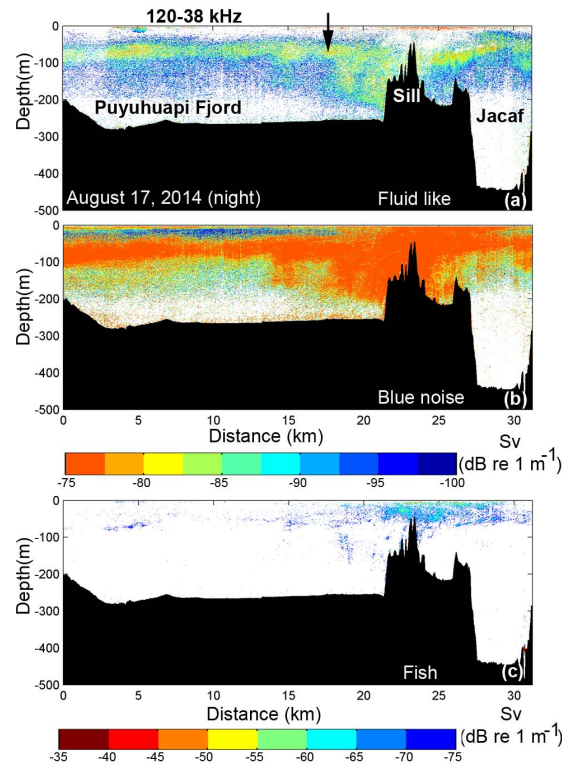 120-38 kHz
0
-100
-200
-300
-400
-500
Depth(m)
Puyuhuapi Fjord
Sill
Jacaf
August 17, 2014 (night)
Fluid like
(a)
0
-100
-200
-300
-400
-500
Depth(m)
Blue noise
(b)
0 5 10 15 20 25 30
Distance (km)
Sv
-75 -80 -85 -90 -95 -100
(dB re 1 m-1)
0
-100
-200
-300
-400
-500
Depth(m)
Fish
(c)
0 5 10 15 20 25 30
Distance (km)
Sv
-35 -40 -45 -50 -55 -60 -65 -70 -75
(dB re 1 m-1)